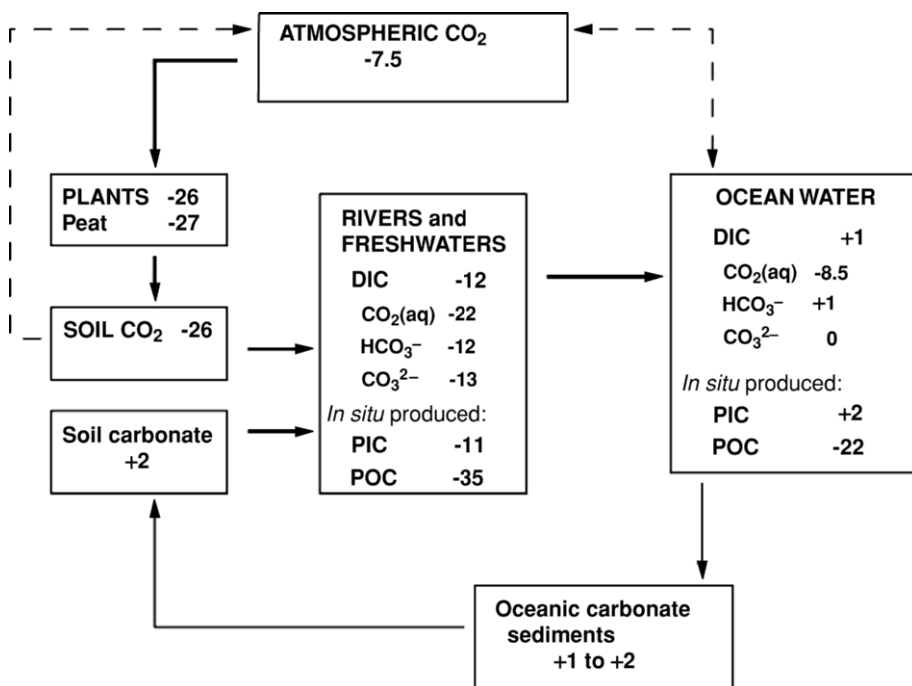 ATMOSPHERIC CO₂
-7.5
PLANTS -26
Peat -27
SOIL CO₂ -26
Soil carbonate
+2
RIVERS and
FRESHWATERS
DIC -12
CO₂(aq) -22
HCO₃⁻ -12
CO₃²⁻ -13
In situ produced:
PIC -11
POC -35
OCEAN WATER
DIC +1
CO₂(aq) -8.5
HCO₃⁻ +1
CO₃²⁻ 0
In situ produced:
PIC +2
POC -22
Oceanic carbonate
sediments
+1 to +2